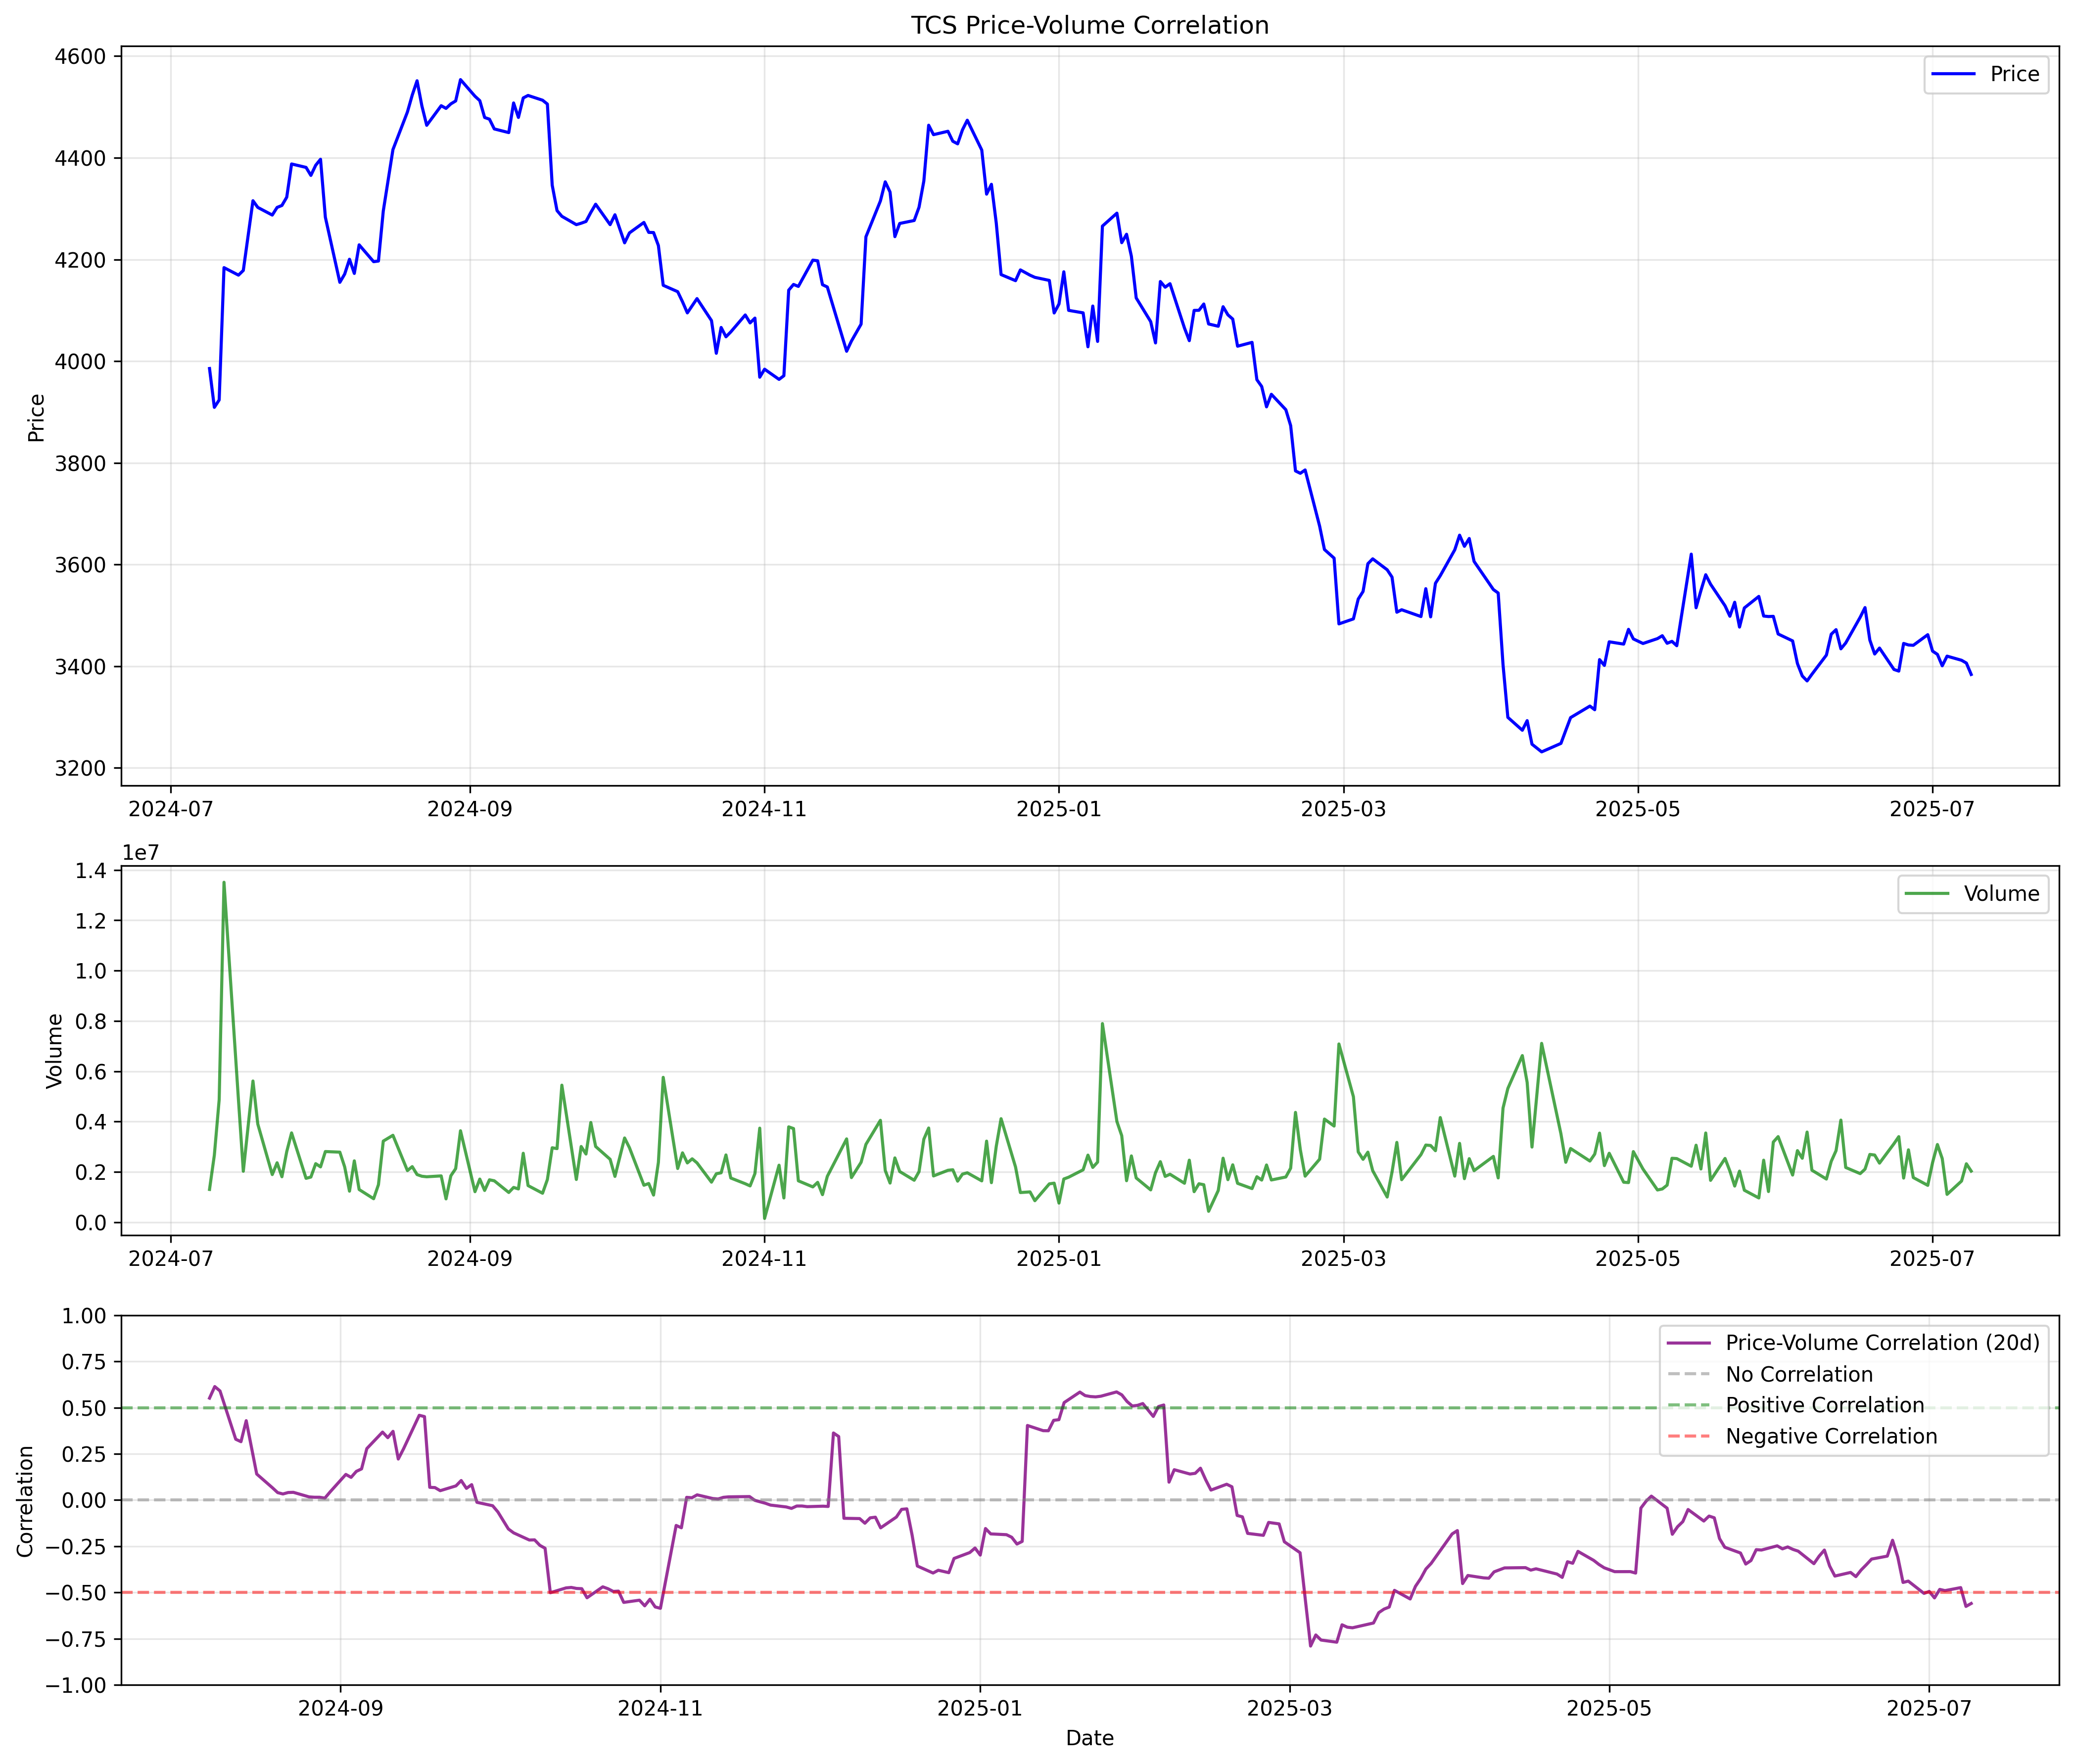 TCS Price-Volume Correlation
4600
4400
4200
4000
3800
3600
3400
3200
Price
Price
2024-07 2024-09 2024-11 2025-01 2025-03 2025-05 2025-07
1e7
1.4
1.2
1.0
0.8
0.6
0.4
0.2
0.0
Volume
Volume
2024-07 2024-09 2024-11 2025-01 2025-03 2025-05 2025-07
1.00
0.75
0.50
0.25
0.00
−0.25
−0.50
−0.75
−1.00
Correlation
Price-Volume Correlation (20d)
No Correlation
Positive Correlation
Negative Correlation
2024-09 2024-11 2025-01 2025-03 2025-05 2025-07
Date